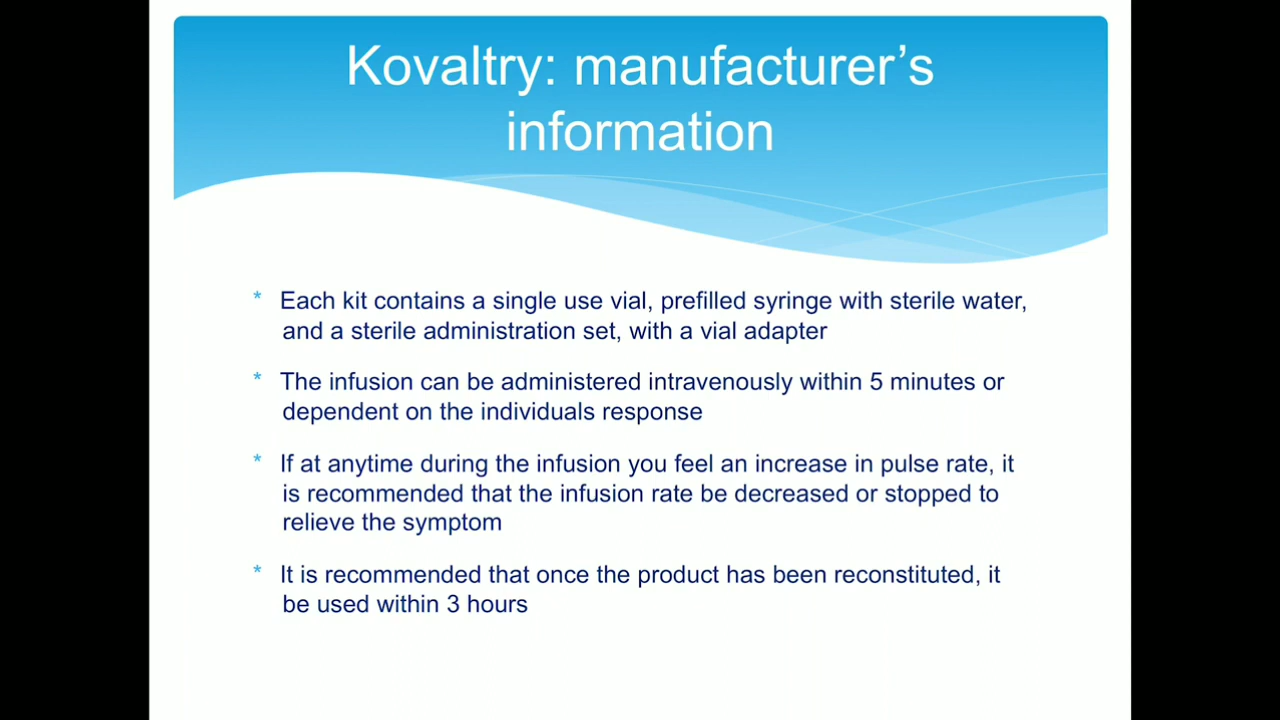 Kovaltry: manufacturer’s
information
* Each kit contains a single use vial, prefilled syringe with sterile water,
and a sterile administration set, with a vial adapter
* The infusion can be administered intravenously within 5 minutes or
dependent on the individuals response
* If at anytime during the infusion you feel an increase in pulse rate, it
is recommended that the infusion rate be decreased or stopped to
relieve the symptom
* It is recommended that once the product has been reconstituted, it
be used within 3 hours